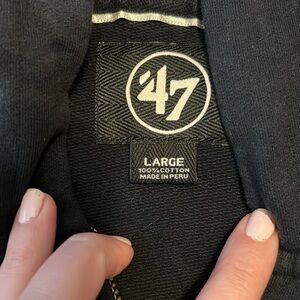 '47
LARGE
100% COTTON
MADE IN PERU